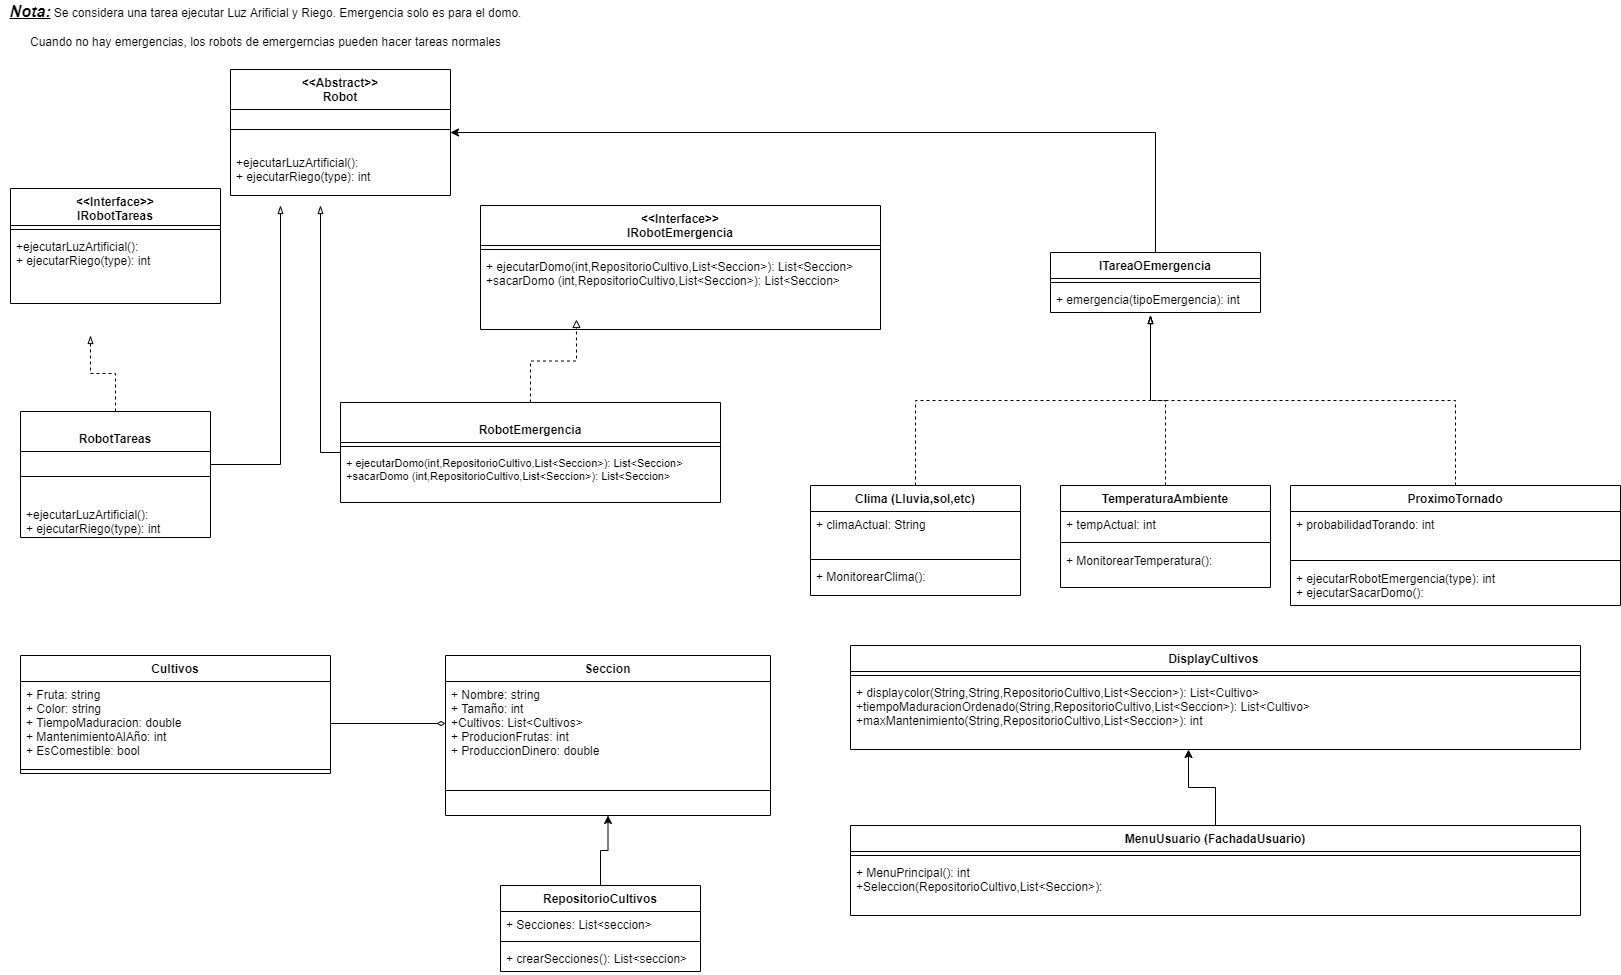 Nota: Se considera una tarea ejecutar Luz Arificial y Riego. Emergencia solo es para el domo.
Cuando no hay emergencias, los robots de emergerncias pueden hacer tareas normales
<<Abstract>>
Robot
+ejecutarLuzArtificial():
+ ejecutarRiego(type): int
<<Interface>>
IRobotTareas
+ejecutarLuzArtificial():
+ ejecutarRiego(type): int
<<Interface>>
IRobotEmergencia
+ ejecutarDomo(int,RepositorioCultivo,List<Seccion>): List<Seccion>
+sacarDomo (int,RepositorioCultivo,List<Seccion>): List<Seccion>
ITareaOEmergencia
+ emergencia(tipoEmergencia): int
RobotTareas
+ejecutarLuzArtificial():
+ ejecutarRiego(type): int
RobotEmergencia
+ ejecutarDomo(int,RepositorioCultivo,List<Seccion>): List<Seccion>
+sacarDomo (int,RepositorioCultivo,List<Seccion>): List<Seccion>
Clima (Lluvia,sol,etc)
+ climaActual: String
+ MonitorearClima():
TemperaturaAmbiente
+ tempActual: int
+ MonitorearTemperatura():
ProximoTornado
+ probabilidadTorando: int
+ ejecutarRobotEmergencia(type): int
+ ejecutarSacarDomo():
Cultivos
+ Fruta: string
+ Color: string
+ TiempoMaduracion: double
+ MantenimientoAlAño: int
+ EsComestible: bool
Seccion
+ Nombre: string
+ Tamaño: int
+Cultivos: List<Cultivos>
+ ProducionFrutas: int
+ ProduccionDinero: double
DisplayCultivos
+ displaycolor(String,String,RepositorioCultivo,List<Seccion>): List<Cultivo>
+tiempoMaduracionOrdenado(String,RepositorioCultivo,List<Seccion>): List<Cultivo>
+maxMantenimiento(String,RepositorioCultivo,List<Seccion>): int
MenuUsuario (FachadaUsuario)
+ MenuPrincipal(): int
+Seleccion(RepositorioCultivo,List<Seccion>):
RepositorioCultivos
+ Secciones: List<seccion>
+ crearSecciones(): List<seccion>